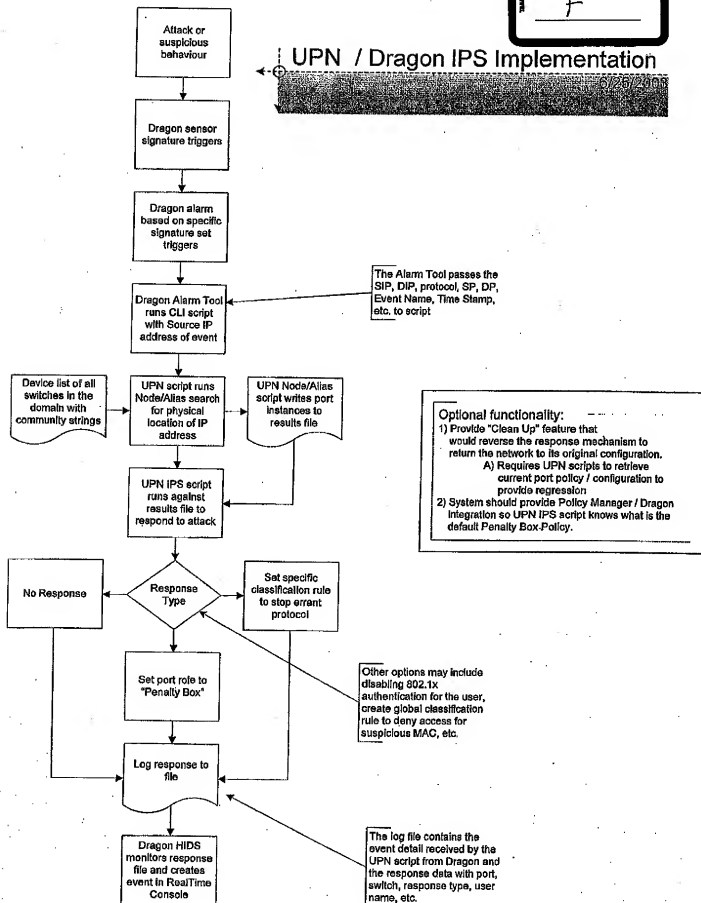 F
UPN / Dragon IPS Implementation
Attack or
suspicious
behaviour
Dragon sensor
signature triggers
Dragon alarm
based on specific
signature set
triggers
Dragon Alarm Tool
runs CLI script
with Source IP
address of event
The Alarm Tool passes the
SIP, DIP, protocol, SP, DP,
Event Name, Time Stamp,
etc. to script
Device list of all
switches in the
domain with
community strings
UPN script runs
Node/Alias search
for physical
location of IP
address
UPN Node/Alias
script writes port
instances to
results file
UPN IPS script
runs against
results file to
respond to attack
Optional functionality:
1) Provide "Clean Up" feature that
would reverse the response mechanism to
return the network to its original configuration.
A) Requires UPN scripts to retrieve
current port policy / configuration to
provide regression
2) System should provide Policy Manager / Dragon
Integration so UPN IPS script knows what is the
default Penalty Box-Policy.
No Response
Response
Type
Set specific
classification rule
to stop errant
protocol
Set port role to
"Penalty Box"
Other options may include
disabling 802.1x
authentication for the user,
create global classification
rule to deny access for
suspicious MAC, etc.
Log response to
file
Dragon HIDS
monitors response
file and creates
event in RealTime
Console
The log file contains the
event detail received by the
UPN script from Dragon and
the response data with port,
switch, response type, user
name, etc.